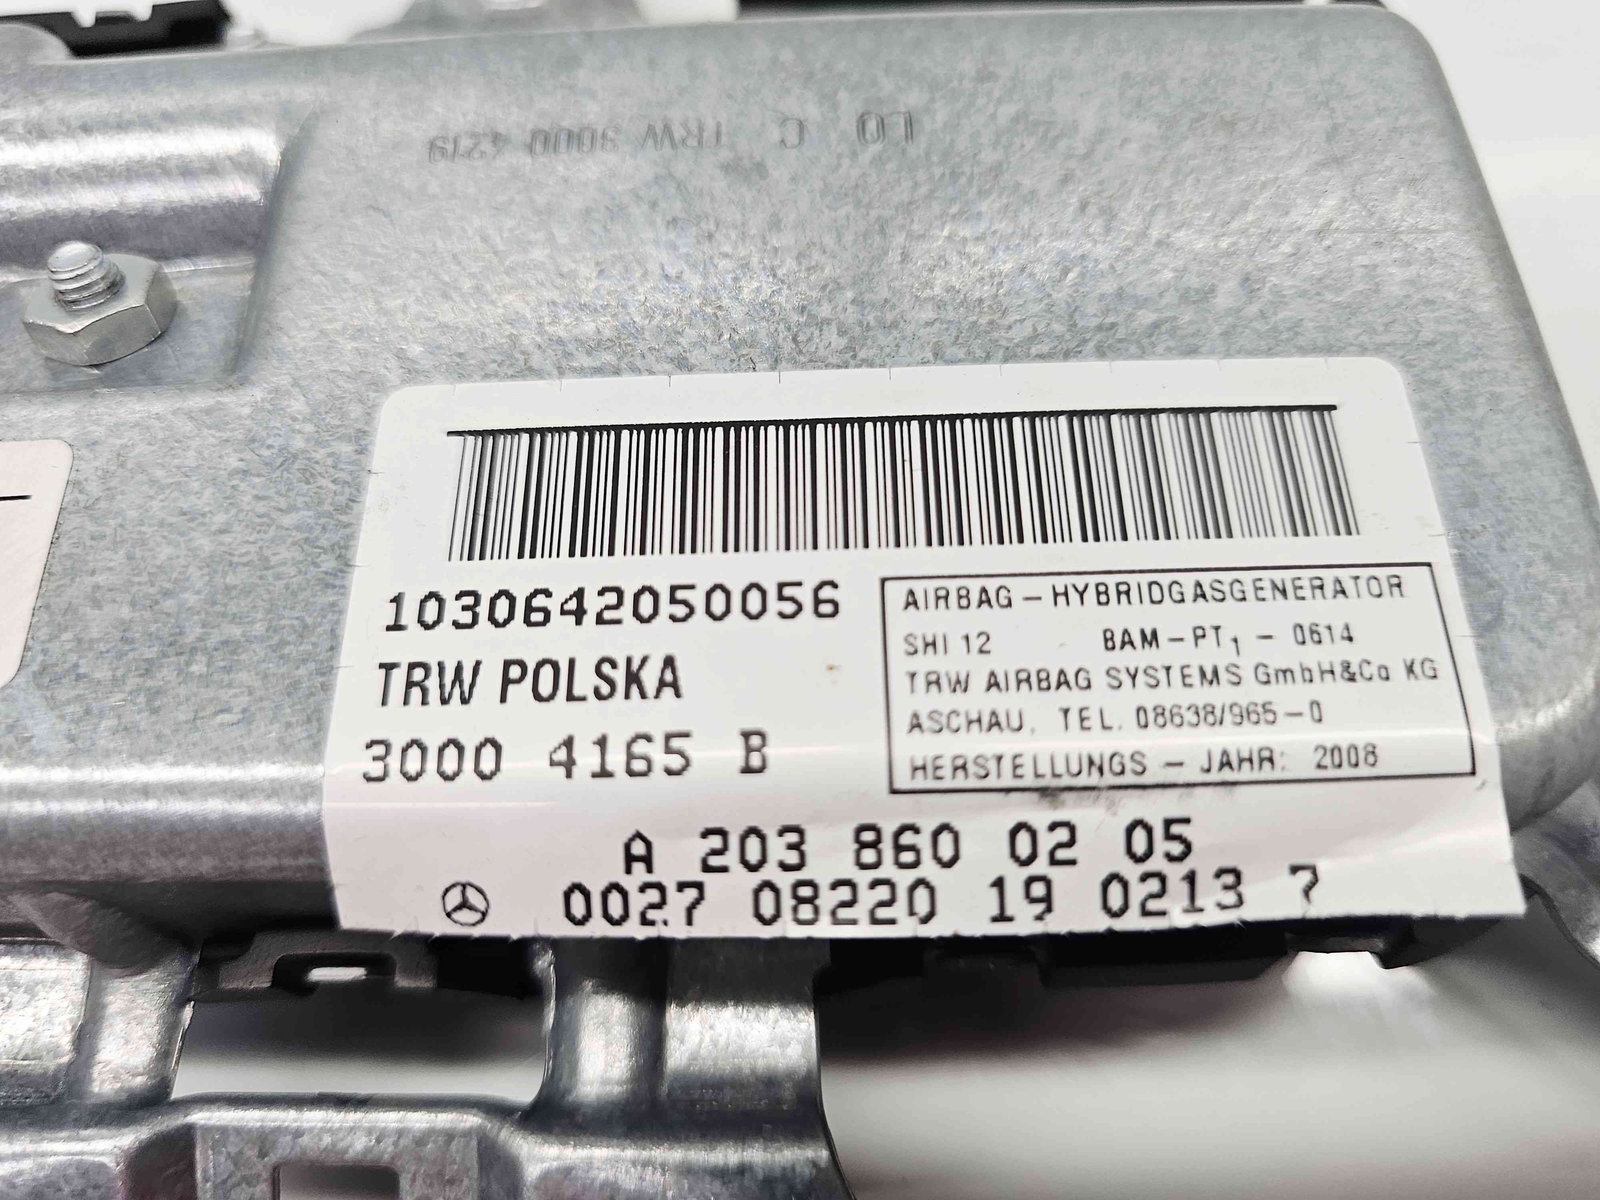 LO C TRW 3000 4219
1030642050056
TRW POLSKA
3000 4165 B
AIRBAG – HYBRIDGASGENERATOR
SHI 12 BAM – PT1 – 0614
TRW AIRBAG SYSTEMS GmbH&Co KG
ASCHAU, TEL. 08638/965–0
HERSTELLUNGS – JAHR: 2008
A 203 860 02 05
0027 08220 19 0213 7